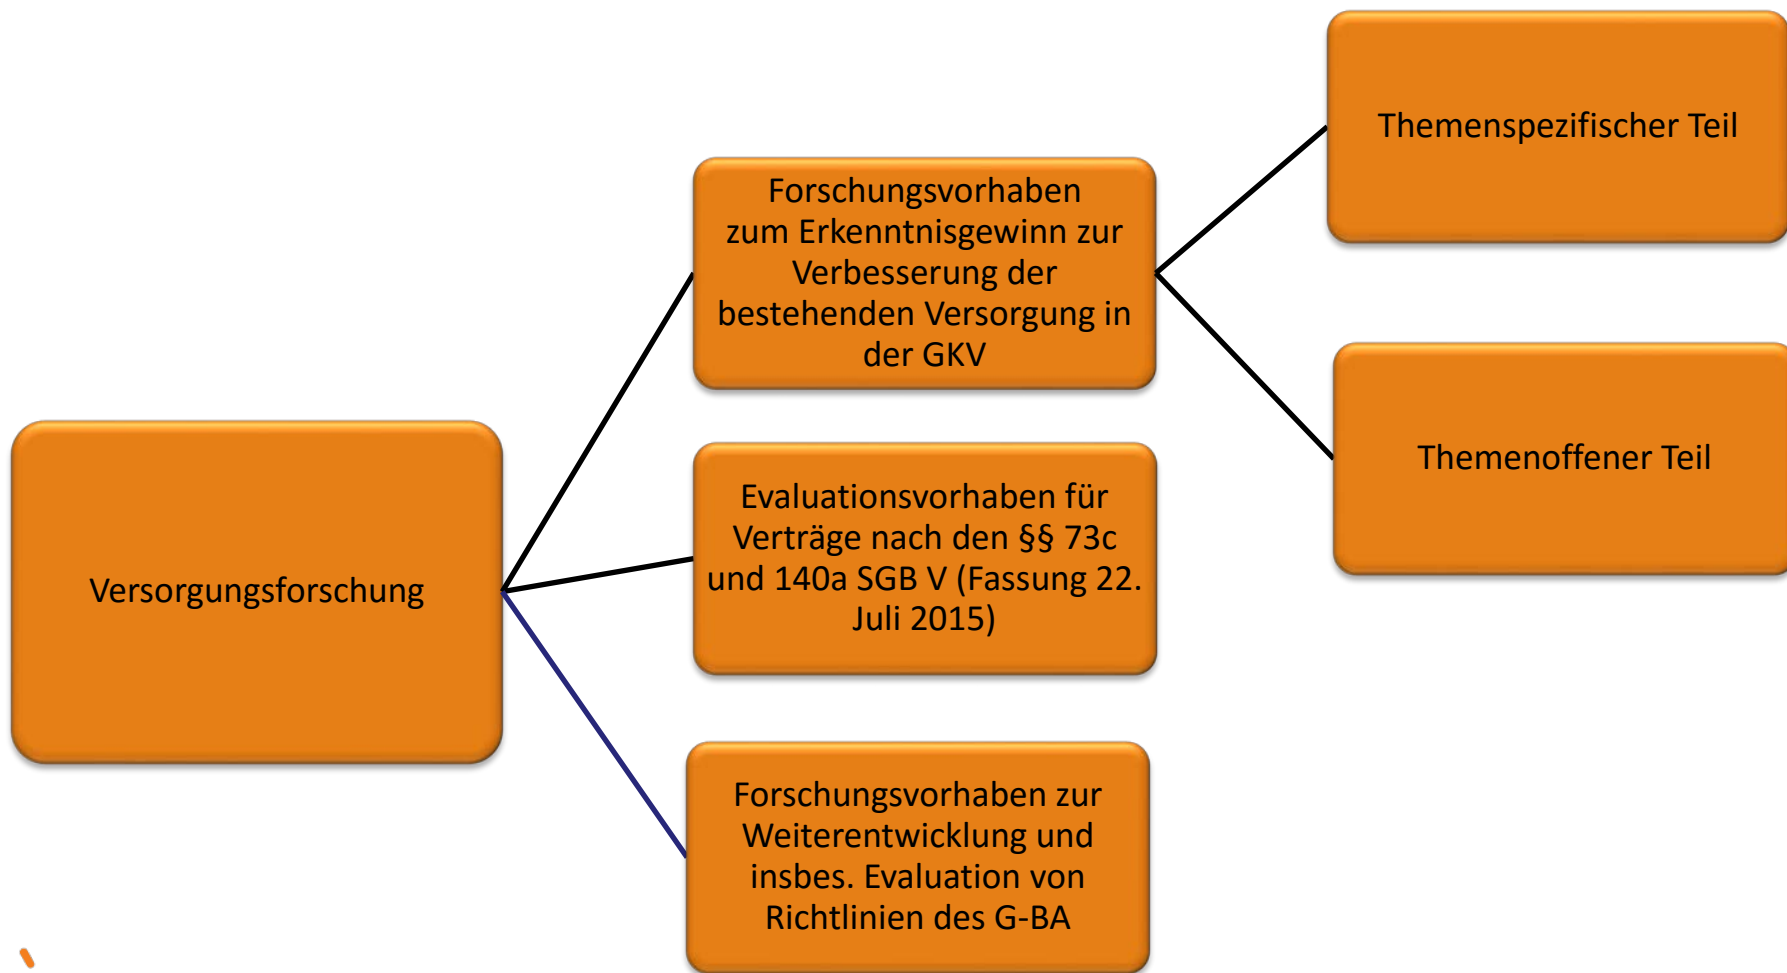 Versorgungsforschung
Forschungsvorhaben
zum Erkenntnisgewinn zur
Verbesserung der
bestehenden Versorgung in
der GKV
Themenspezifischer Teil
Themenoffener Teil
Evaluationsvorhaben für
Verträge nach den §§ 73c
und 140a SGB V (Fassung 22.
Juli 2015)
Forschungsvorhaben zur
Weiterentwicklung und
insbes. Evaluation von
Richtlinien des G-BA